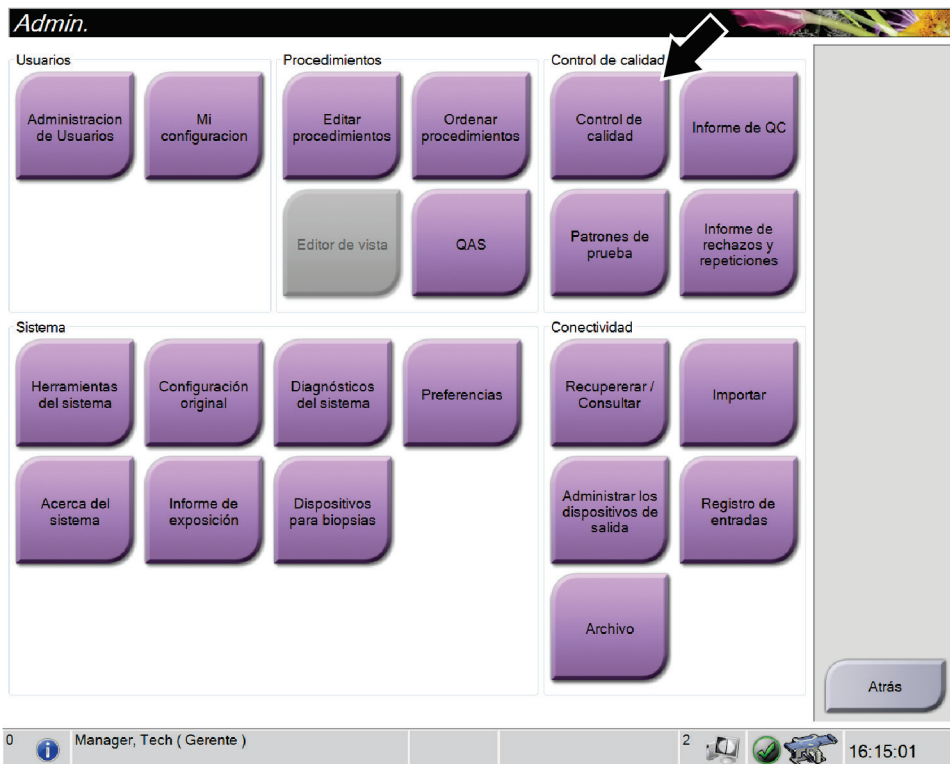 Admin.
Usuarios
Administracion
de Usuarios
Mi
configuracion
Procedimientos
Editar
procedimientos
Ordenar
procedimientos
Editor de vista
QAS
Control de calidad
Control de
calidad
Informe de QC
Patrones de
prueba
Informe de
rechazos y
repeticiones
Sistema
Herramientas
del sistema
Configuración
original
Diagnósticos
del sistema
Preferencias
Acerca del
sistema
Informe de
exposición
Dispositivos
para biopsias
Conectividad
Recupererar /
Consultar
Importar
Administrar los
dispositivos de
salida
Registro de
entradas
Archivo
Atrás
0
Manager, Tech ( Gerente )
2
16:15:01